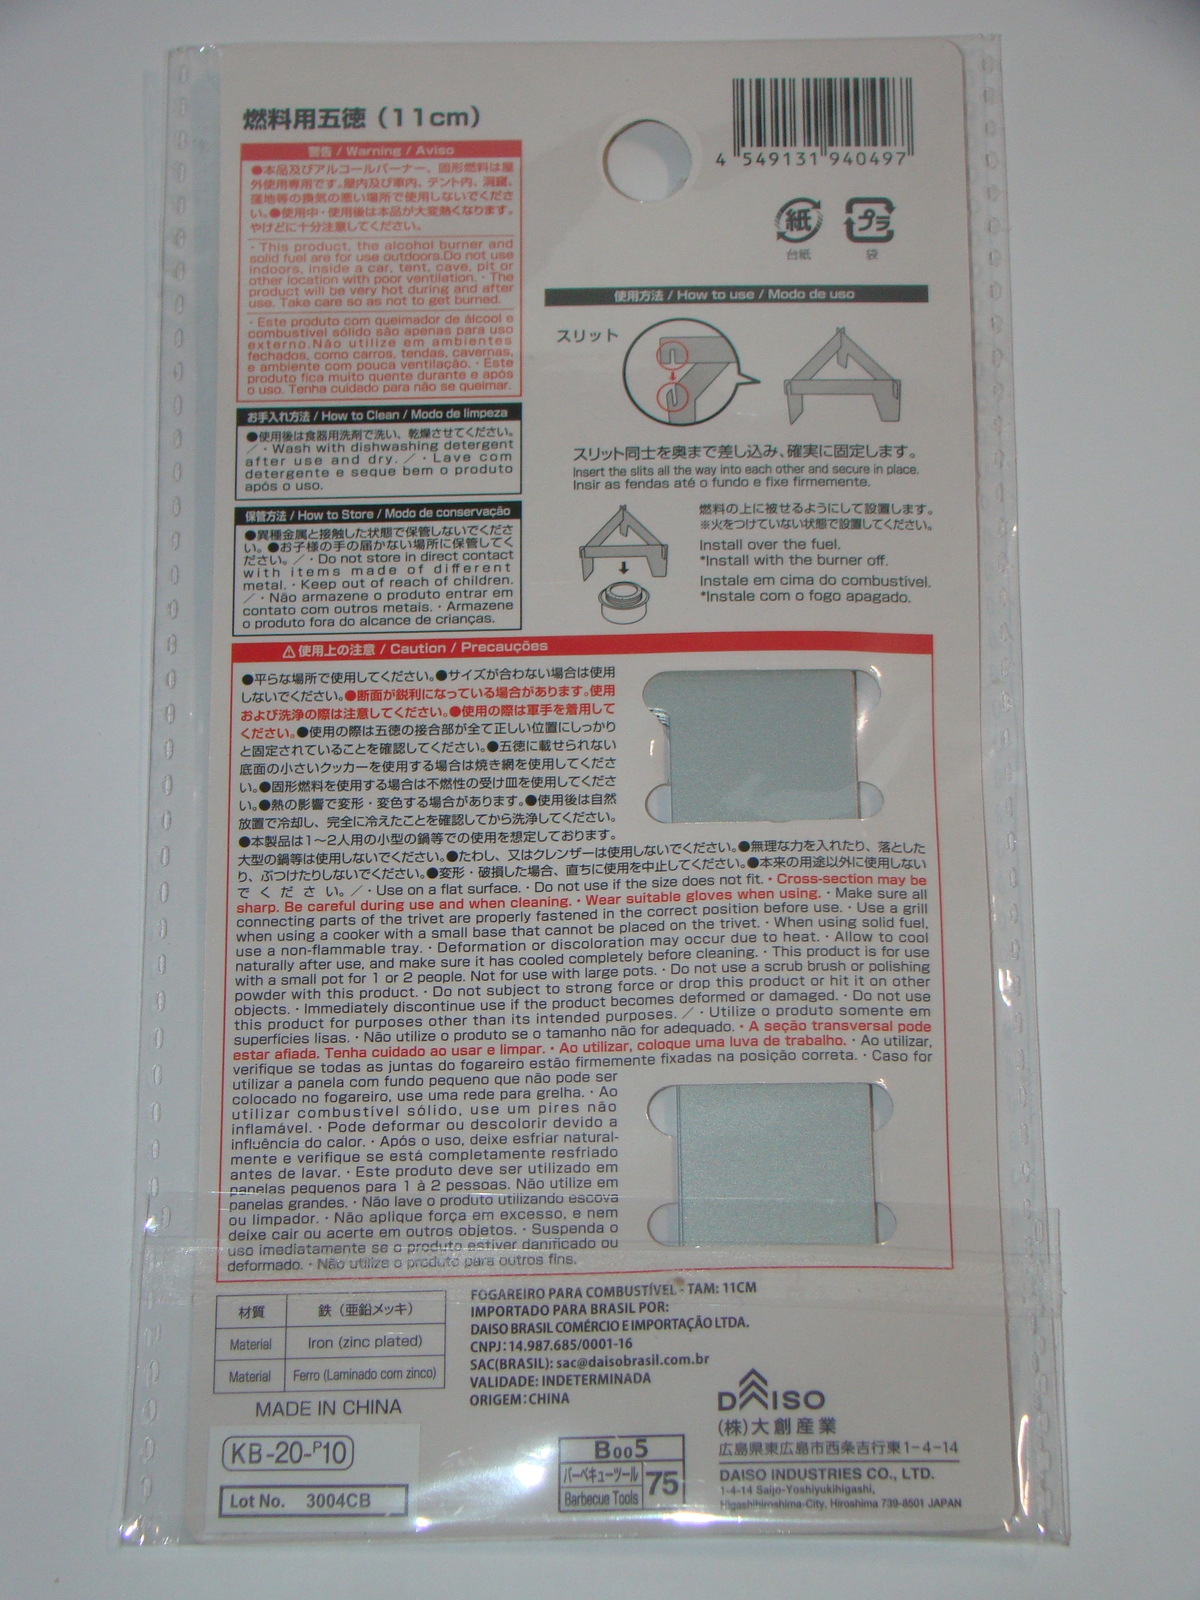 燃料用五徳（11cm）
警告 / Warning / Aviso
●本品及びアルコールバーナー、固形燃料は屋
外使用専用です。屋内及び車内、テント内、洞窟、
窪地等の換気の悪い場所で使用しないでくださ
い。●使用中・使用後は本品が大変熱くなります。
やけどに十分注意してください。
・This product, the alcohol burner and
solid fuel are for use outdoors.Do not use
indoors, inside a car, tent, cave, pit or
other location with poor ventilation.・The
product will be very hot during and after
use. Take care so as not to get burned.
・Este produto com queimador de álcool e
combustível sólido são apenas para uso
externo.Não utilize em ambientes
fechados, como carros, tendas, cavernas,
e ambiente com pouca ventilação.・Este
produto fica muito quente durante e após
o uso. Tenha cuidado para não se queimar.
お手入れ方法 / How to Clean / Modo de limpeza
●使用後は食器用洗剤で洗い、乾燥させてください。
／・Wash with dishwashing detergent
after use and dry.／・Lave com
detergente e seque bem o produto
após o uso.
保管方法 / How to Store / Modo de conservação
●異種金属と接触した状態で保管しないでくださ
い。●お子様の手の届かない場所に保管してく
ださい。／・Do not store in direct contact
with items made of different
metal.・Keep out of reach of children.
／・Não armazene o produto entrar em
contato com outros metais.・Armazene
o produto fora do alcance de crianças.
4 549131 940497
紙
台紙
プラ
袋
使用方法 / How to use / Modo de uso
スリット
スリット同士を奥まで差し込み、確実に固定します。
Insert the slits all the way into each other and secure in place.
Insir as fendas até o fundo e fixe firmemente.
燃料の上に被せるようにして設置します。
※火をつけていない状態で設置してください。
Install over the fuel.
*Install with the burner off.
Instale em cima do combustível.
*Instale com o fogo apagado.
⚠使用上の注意 / Caution / Precauções
●平らな場所で使用してください。●サイズが合わない場合は使用
しないでください。●断面が鋭利になっている場合があります。使用
および洗浄の際は注意してください。●使用の際は軍手を着用して
ください。●使用の際は五徳の接合部が全て正しい位置にしっかり
と固定されていることを確認してください。●五徳に載せられない
底面の小さいクッカーを使用する場合は焼き網を使用してくださ
い。●固形燃料を使用する場合は不燃性の受け皿を使用してくださ
い。●熱の影響で変形・変色する場合があります。●使用後は自然
放置で冷却し、完全に冷えたことを確認してから洗浄してください。
●本製品は1～2人用の小型の鍋等での使用を想定しております。
大型の鍋等は使用しないでください。●たわし、又はクレンザーは使用しないでください。●無理な力を入れたり、落とした
り、ぶつけたりしないでください。●変形・破損した場合、直ちに使用を中止してください。●本来の用途以外に使用しない
でください。／・Use on a flat surface.・Do not use if the size does not fit.・Cross-section may be
sharp. Be careful during use and when cleaning.・Wear suitable gloves when using.・Make sure all
connecting parts of the trivet are properly fastened in the correct position before use.・Use a grill
when using a cooker with a small base that cannot be placed on the trivet.・When using solid fuel,
use a non-flammable tray.・Deformation or discoloration may occur due to heat.・Allow to cool
naturally after use, and make sure it has cooled completely before cleaning.・This product is for use
with a small pot for 1 or 2 people. Not for use with large pots.・Do not use a scrub brush or polishing
powder with this product.・Do not subject to strong force or drop this product or hit it on other
objects.・Immediately discontinue use if the product becomes deformed or damaged.・Do not use
this product for purposes other than its intended purposes.／・Utilize o produto somente em
superfícies lisas.・Não utilize o produto se o tamanho não for adequado.・A seção transversal pode
estar afiada. Tenha cuidado ao usar e limpar.・Ao utilizar, coloque uma luva de trabalho.・Ao utilizar,
verifique se todas as juntas do fogareiro estão firmemente fixadas na posição correta.・Caso for
utilizar a panela com fundo pequeno que não pode ser
colocado no fogareiro, use uma rede para grelha.・Ao
utilizar combustível sólido, use um pires não
inflamável.・Pode deformar ou descolorir devido a
influência do calor.・Após o uso, deixe esfriar natural-
mente e verifique se está completamente resfriado
antes de lavar.・Este produto deve ser utilizado em
panelas pequenos para 1 à 2 pessoas. Não utilize em
panelas grandes.・Não lave o produto utilizando escova
ou limpador.・Não aplique força em excesso, e nem
deixe cair ou acerte em outros objetos.・Suspenda o
uso imediatamente se o produto estiver danificado ou
deformado.・Não utilize o produto para outros fins.
材質 鉄（亜鉛メッキ）
Material Iron (zinc plated)
Material Ferro (Laminado com zinco)
MADE IN CHINA
KB-20-P10
Lot No. 3004CB
FOGAREIRO PARA COMBUSTÍVEL - TAM: 11CM
IMPORTADO PARA BRASIL POR:
DAISO BRASIL COMÉRCIO E IMPORTAÇÃO LTDA.
CNPJ:14.987.685/0001-16
SAC(BRASIL): sac@daisobrasil.com.br
VALIDADE: INDETERMINADA
ORIGEM:CHINA
B005
バーベキューツール
Barbecue Tools
75
DAISO
(株)大創産業
広島県東広島市西条吉行東1-4-14
DAISO INDUSTRIES CO., LTD.
1-4-14 Saijo-Yoshiyukihigashi,
Higashihiroshima-City, Hiroshima 739-8501 JAPAN